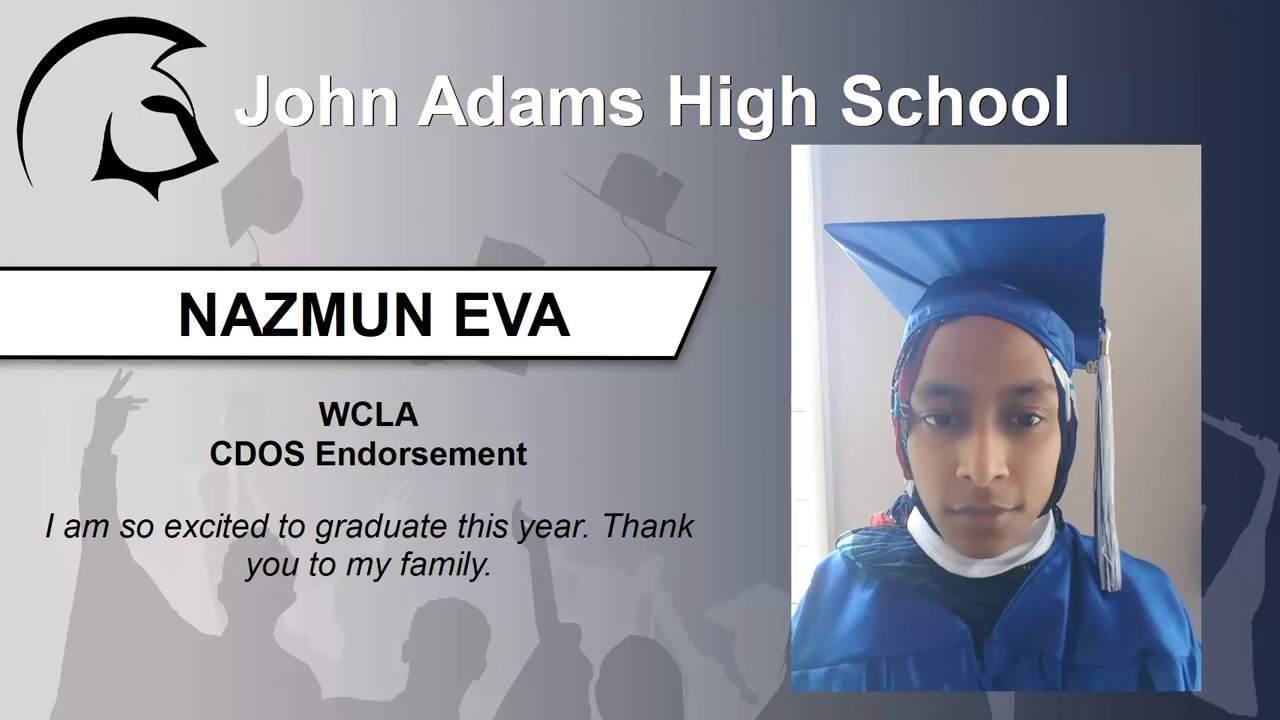 John Adams High School
NAZMUN EVA
WCLA
CDOS Endorsement
I am so excited to graduate this year. Thank
you to my family.